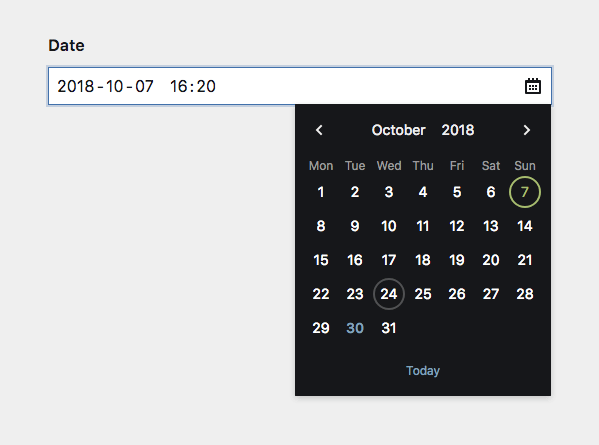 Date
2018-10-07 16:20
October 2018
Mon Tue Wed Thu Fri Sat Sun
1 2 3 4 5 6 7
8 9 10 11 12 13 14
15 16 17 18 19 20 21
22 23 24 25 26 27 28
29 30 31
Today